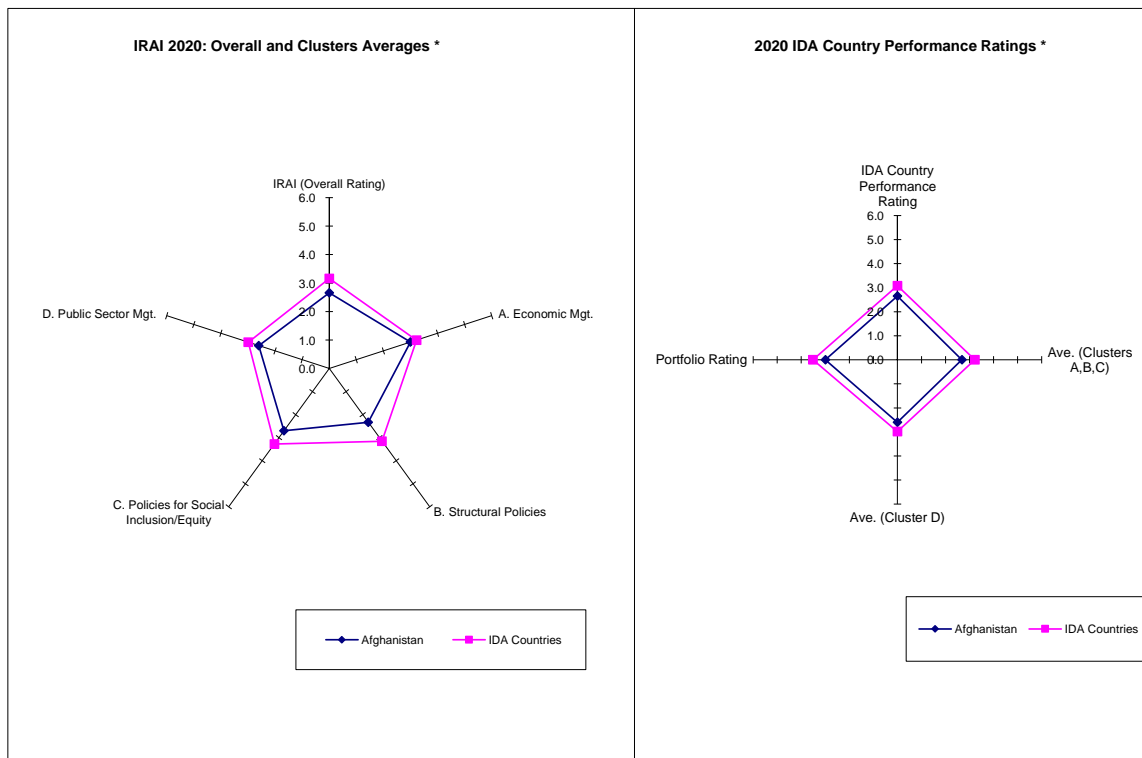 IRAI 2020: Overall and Clusters Averages *
IRAI (Overall Rating)
6.0
5.0
4.0
3.0
2.0
1.0
0.0
A. Economic Mgt.
B. Structural Policies
C. Policies for Social
Inclusion/Equity
D. Public Sector Mgt.
Afghanistan
IDA Countries
2020 IDA Country Performance Ratings *
IDA Country
Performance
Rating
6.0
5.0
4.0
3.0
2.0
1.0
0.0
Ave. (Clusters
A,B,C)
Ave. (Cluster D)
Portfolio Rating
Afghanistan
IDA Countries